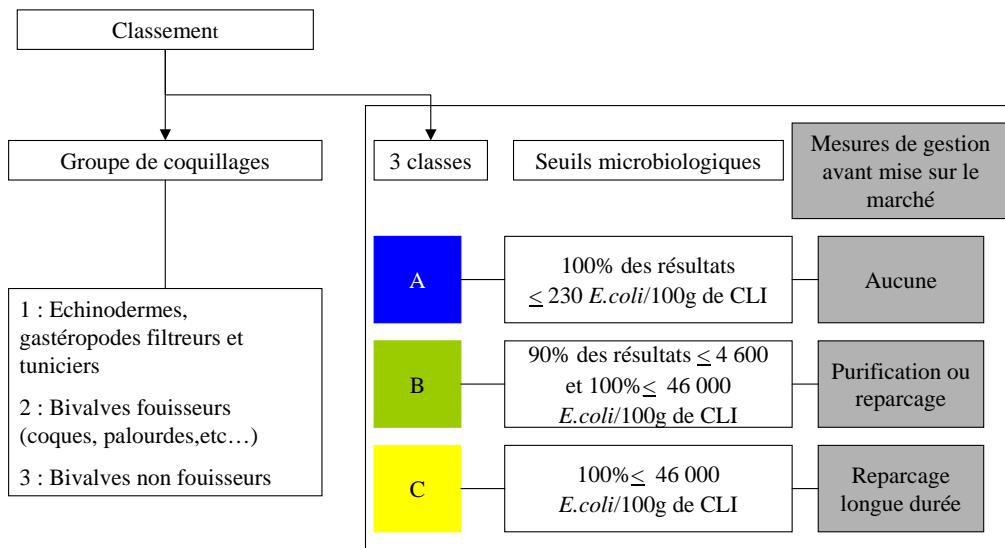 Classement
Groupe de coquillages
3 classes
Seuils microbiologiques
Mesures de gestion
avant mise sur le
marché
1 : Echinodermes,
gastéropodes filtreurs et
tuniciers
2 : Bivalves fouisseurs
(coques, palourdes,etc…)
3 : Bivalves non fouisseurs
A
100% des résultats
≤ 230 E.coli/100g de CLI
Aucune
B
90% des résultats ≤ 4 600
et 100%≤ 46 000
E.coli/100g de CLI
Purification ou
reparcage
C
100%≤ 46 000
E.coli/100g de CLI
Reparcage
longue durée